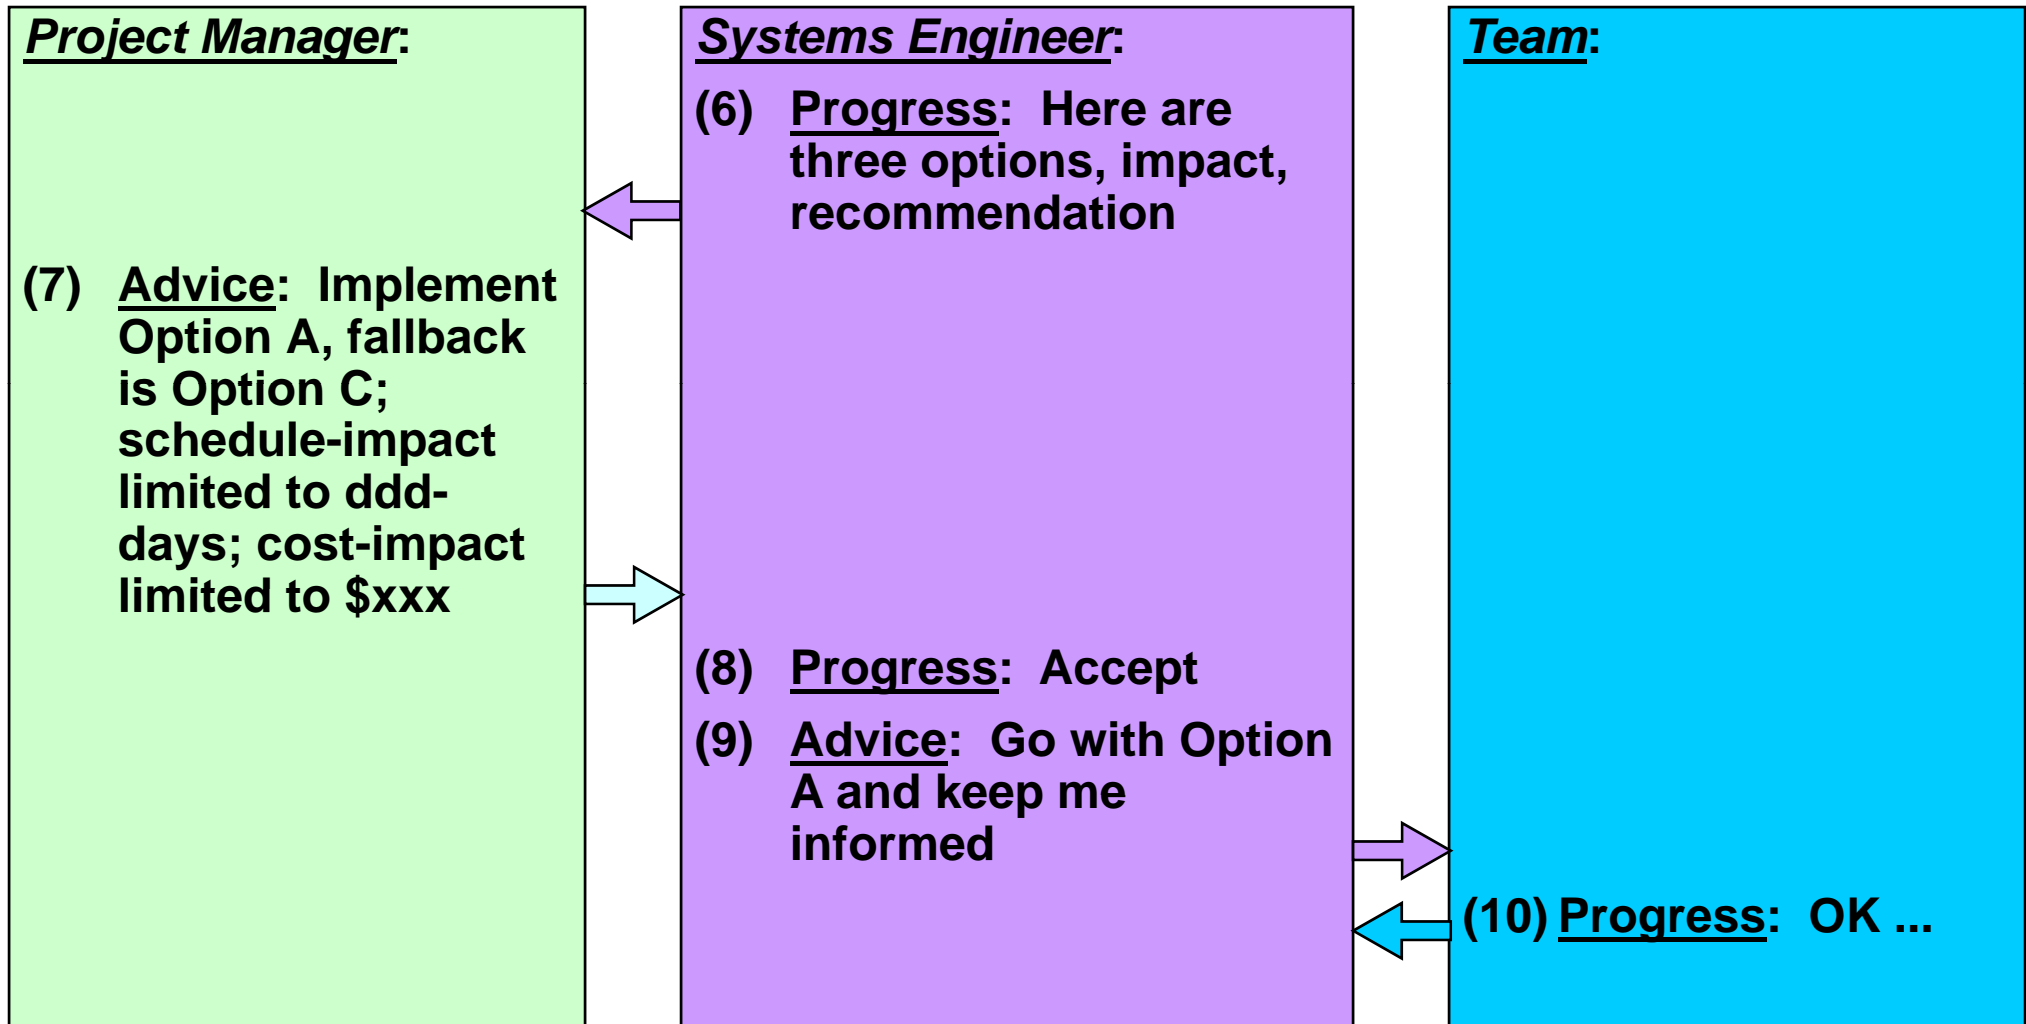 Project Manager:
(7) Advice: Implement
Option A, fallback
is Option C;
schedule-impact
limited to ddd-
days; cost-impact
limited to $xxx
Systems Engineer:
(6) Progress: Here are
three options, impact,
recommendation
(8) Progress: Accept
(9) Advice: Go with Option
A and keep me
informed
Team:
(10) Progress: OK ...